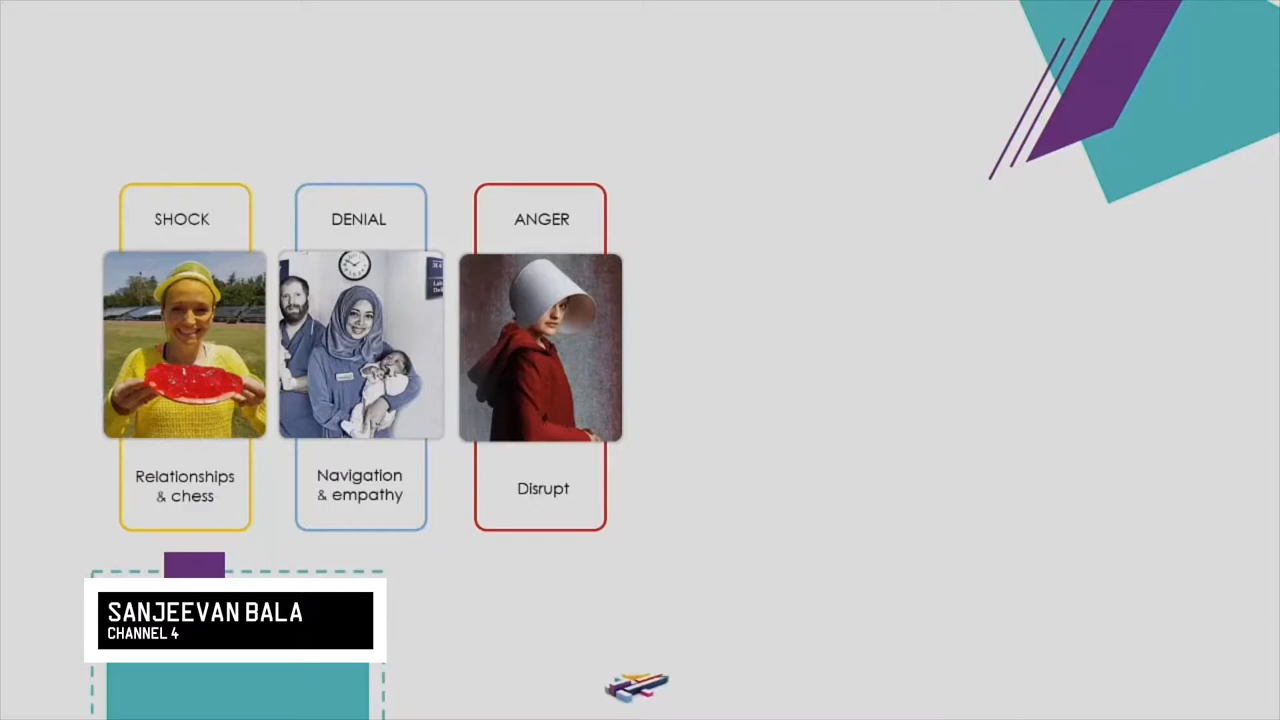 SHOCK
DENIAL
ANGER
Relationships
& chess
Navigation
& empathy
Disrupt
SANJEEVAN BALA
CHANNEL 4